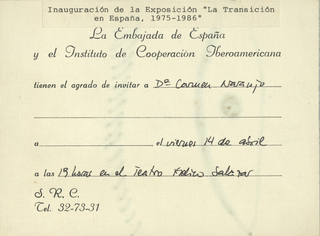 Inauguración de la Exposición "La Transición
en España, 1975-1986"
La Embajada de España
y el Instituto de Cooperación Iberoamericana
tienen el agrado de invitar a Dª Carmen Naranjo
a el viernes 14 de abril
a las 19 horas en el Teatro Salazar
S. R. C.
Tel. 32-73-31